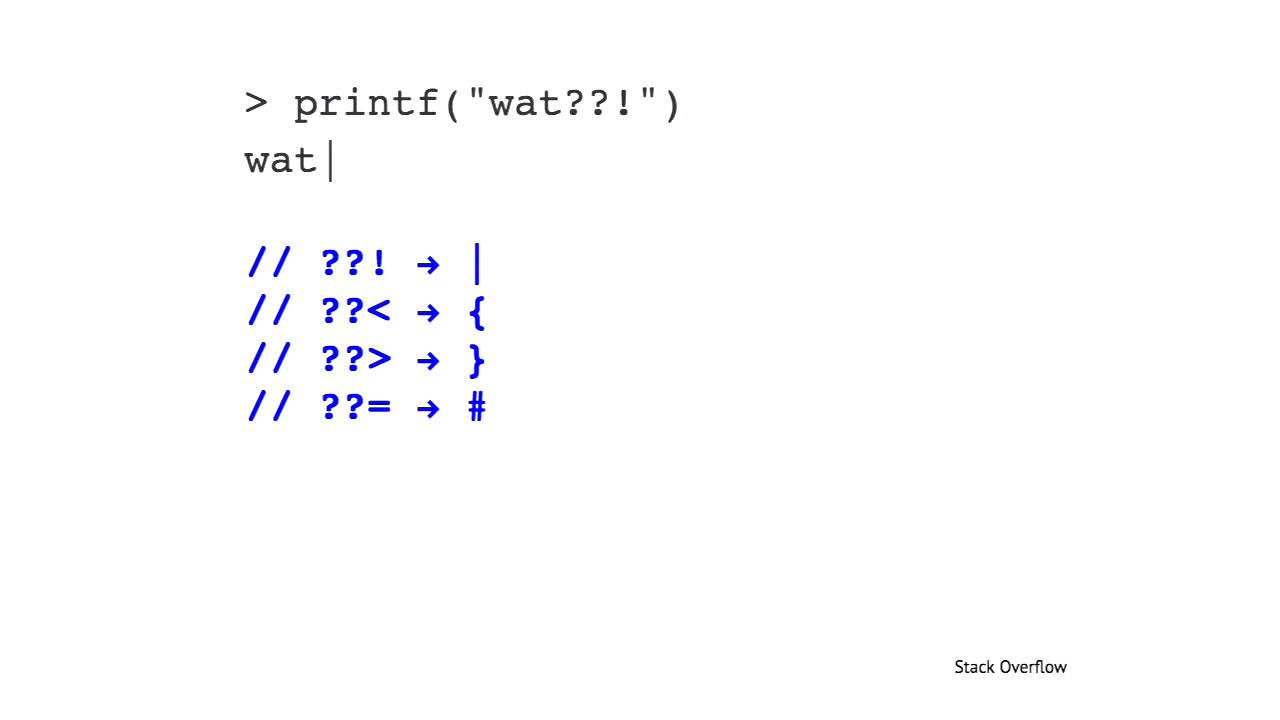 > printf("wat??!")
wat|
// ??! → |
// ??< → {
// ??> → }
// ??= → #
Stack Overflow